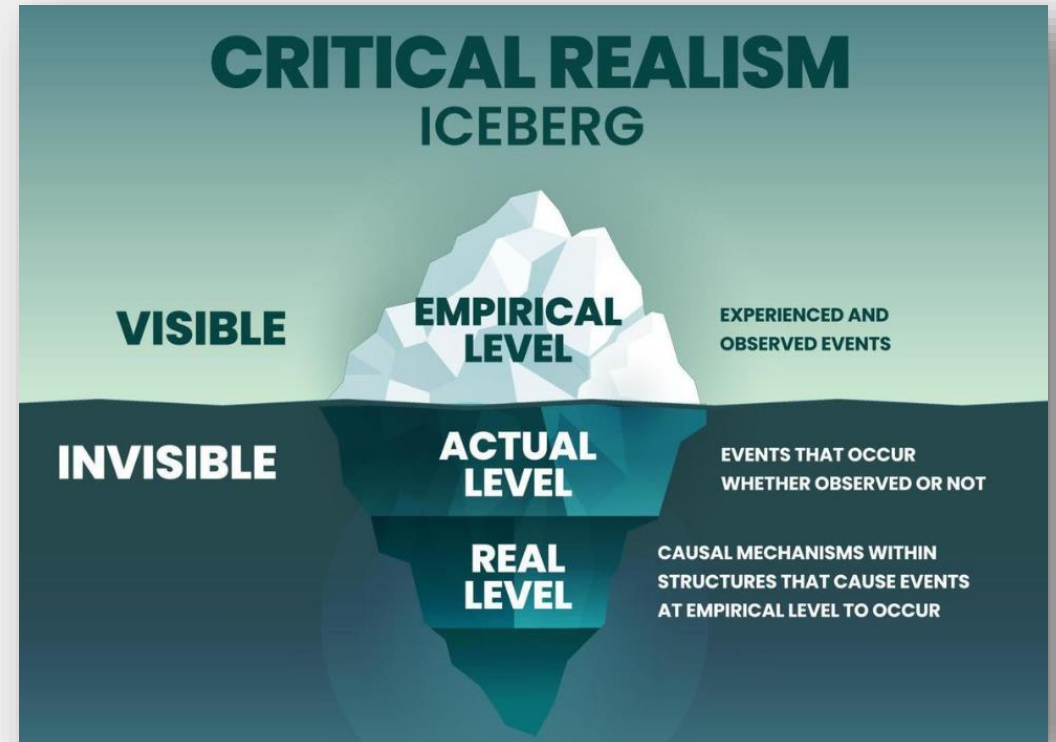 CRITICAL REALISM
ICEBERG
VISIBLE
EMPIRICAL
LEVEL
EXPERIENCED AND
OBSERVED EVENTS
INVISIBLE
ACTUAL
LEVEL
EVENTS THAT OCCUR
WHETHER OBSERVED OR NOT
REAL
LEVEL
CAUSAL MECHANISMS WITHIN
STRUCTURES THAT CAUSE EVENTS
AT EMPIRICAL LEVEL TO OCCUR